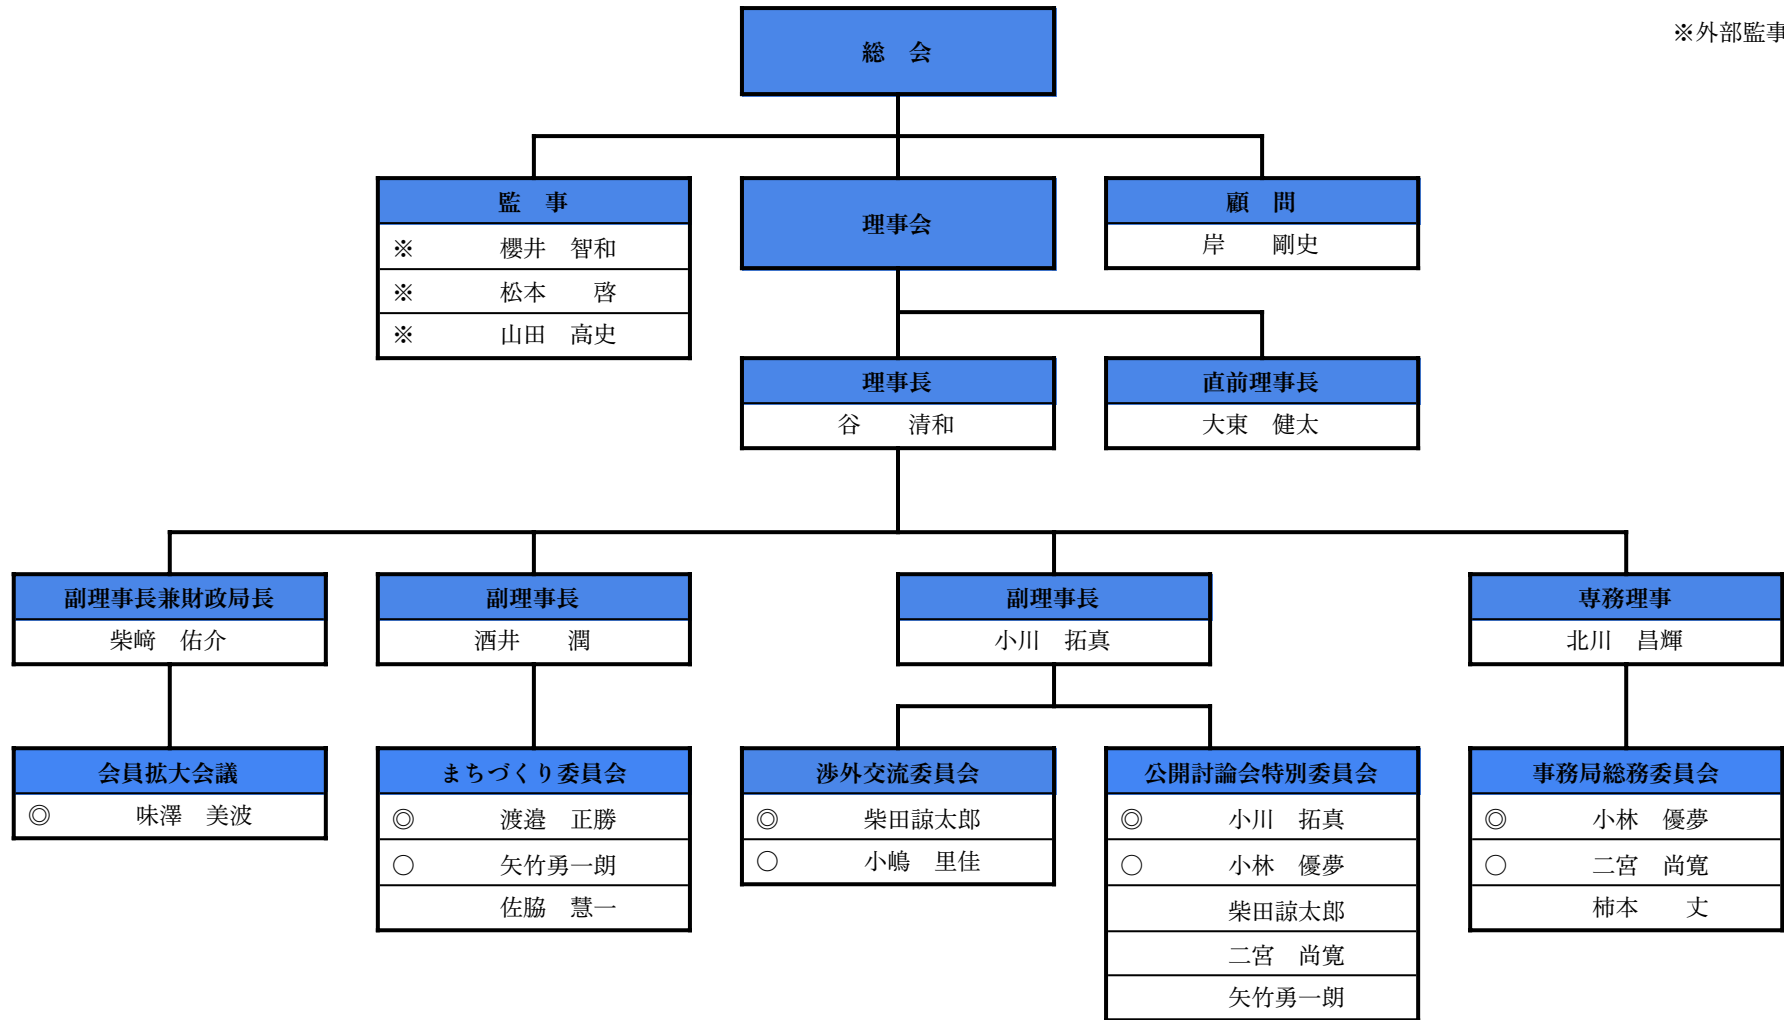 総　会
※外部監事
監　事
※　櫻井　智和
※　松本　　啓
※　山田　高史
理事会
顧　問
岸　　剛史
理事長
谷　　清和
直前理事長
大東　健太
副理事長兼財政局長
柴﨑　佑介
副理事長
酒井　　潤
副理事長
小川　拓真
専務理事
北川　昌輝
会員拡大会議
◎　味澤　美波
まちづくり委員会
◎　渡邉　正勝
○　矢竹勇一朗
佐脇　慧一
渉外交流委員会
◎　柴田諒太郎
○　小嶋　里佳
公開討論会特別委員会
◎　小川　拓真
○　小林　優夢
柴田諒太郎
二宮　尚寛
矢竹勇一朗
事務局総務委員会
◎　小林　優夢
○　二宮　尚寛
柿本　　丈